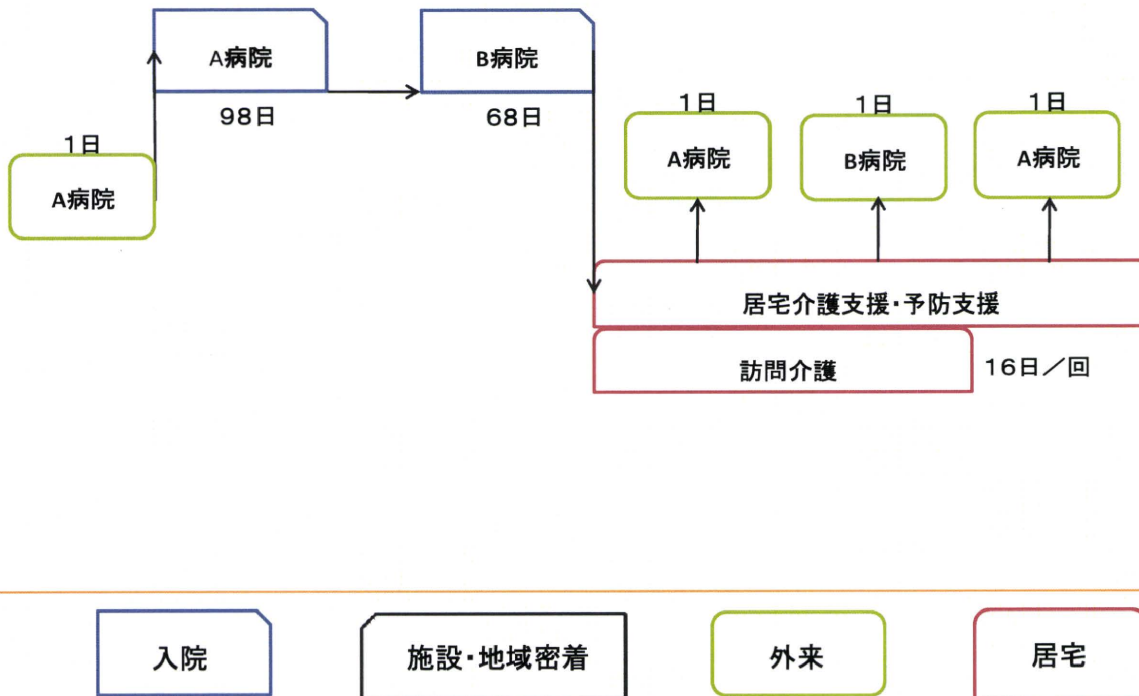 A病院
B病院
98日
68日
1日
A病院
1日
A病院
1日
B病院
1日
A病院
居宅介護支援・予防支援
訪問介護
16日／回
入院
施設・地域密着
外来
居宅